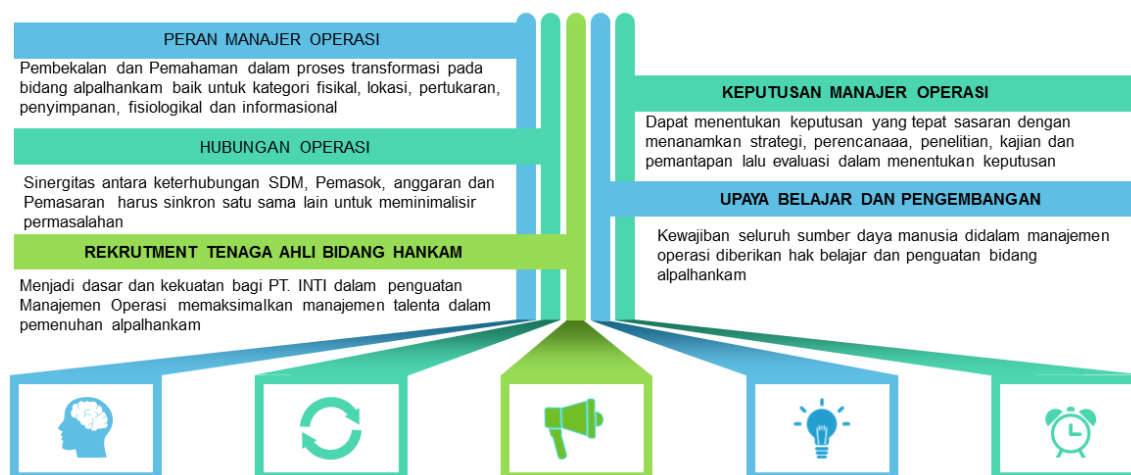 PERAN MANAJER OPERASI
Pembekalan dan Pemahaman dalam proses transformasi pada
bidang alpalhankam baik untuk kategori fisikal, lokasi, pertukaran,
penyimpanan, fisiologikal dan informasional
HUBUNGAN OPERASI
Sinergitas antara keterhubungan SDM, Pemasok, anggaran dan
Pemasaran harus sinkron satu sama lain untuk meminimalisir
permasalahan
REKRUTMENT TENAGA AHLI BIDANG HANKAM
Menjadi dasar dan kekuatan bagi PT. INTI dalam penguatan
Manajemen Operasi memaksimalkan manajemen talenta dalam
pemenuhan alpalhankam
KEPUTUSAN MANAJER OPERASI
Dapat menentukan keputusan yang tepat sasaran dengan
menanamkan strategi, perencanaaa, penelitian, kajian dan
pemantapan lalu evaluasi dalam menentukan keputusan
UPAYA BELAJAR DAN PENGEMBANGAN
Kewajiban seluruh sumber daya manusia didalam manajemen
operasi diberikan hak belajar dan penguatan bidang
alpalhankam